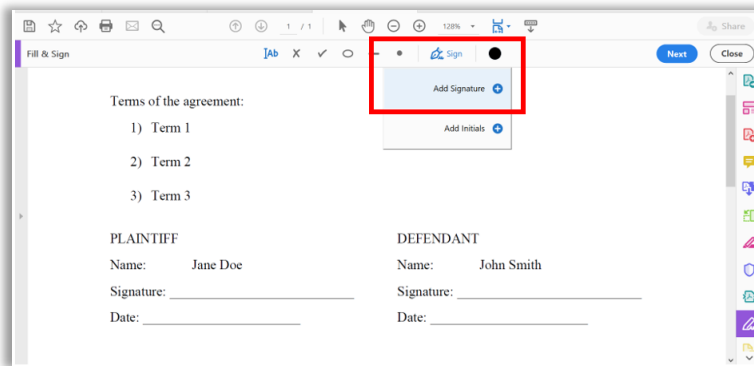 1 / 1
128%
Share
Fill & Sign
Ab
Sign
Next
Close
Add Signature
Add Initials
Terms of the agreement:
1) Term 1
2) Term 2
3) Term 3
PLAINTIFF DEFENDANT
Name: Jane Doe Name: John Smith
Signature: Signature:
Date: Date: